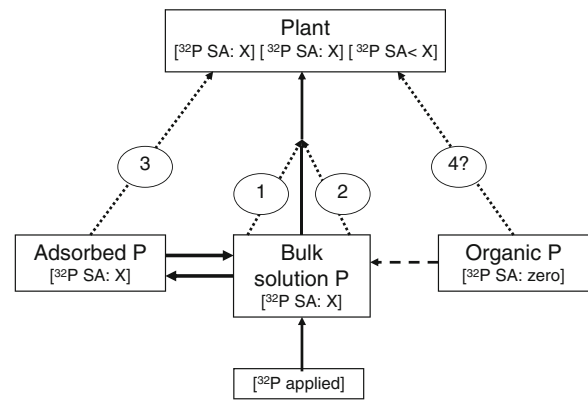 Plant
[³²P SA: X] [ ³²P SA: X] [ ³²P SA< X]
3
1
2
4?
Adsorbed P
[³²P SA: X]
Bulk
solution P
[³²P SA: X]
Organic P
[³²P SA: zero]
[³²P applied]